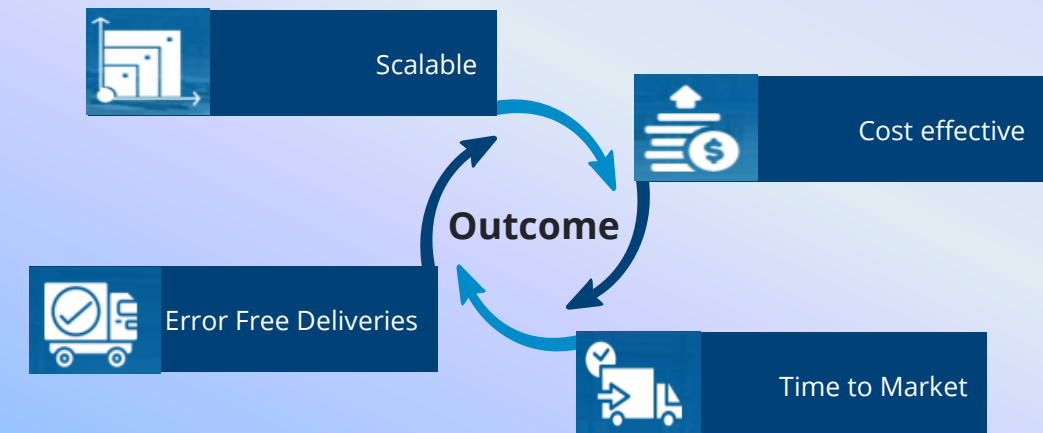 Scalable
Cost effective
Outcome
Error Free Deliveries
Time to Market
$